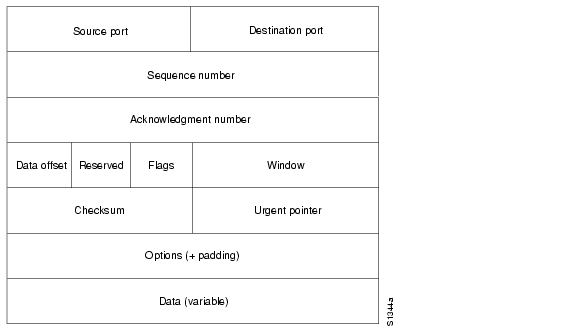 Source port
Destination port
Sequence number
Acknowledgment number
Data offset
Reserved
Flags
Window
Checksum
Urgent pointer
Options (+ padding)
Data (variable)
S1344a